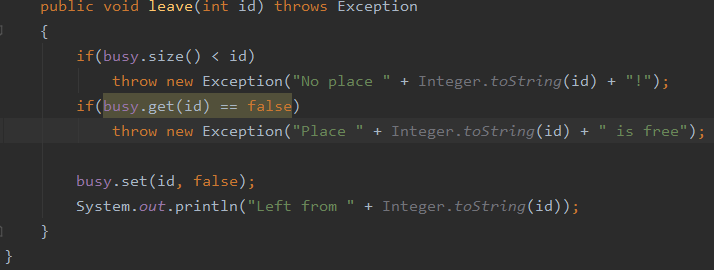 public void leave(int id) throws Exception
{
if(busy.size() < id)
throw new Exception("No place " + Integer.toString(id) + "!");
if(busy.get(id) == false)
throw new Exception("Place " + Integer.toString(id) + " is free");
busy.set(id, false);
System.out.println("Left from " + Integer.toString(id));
}
}